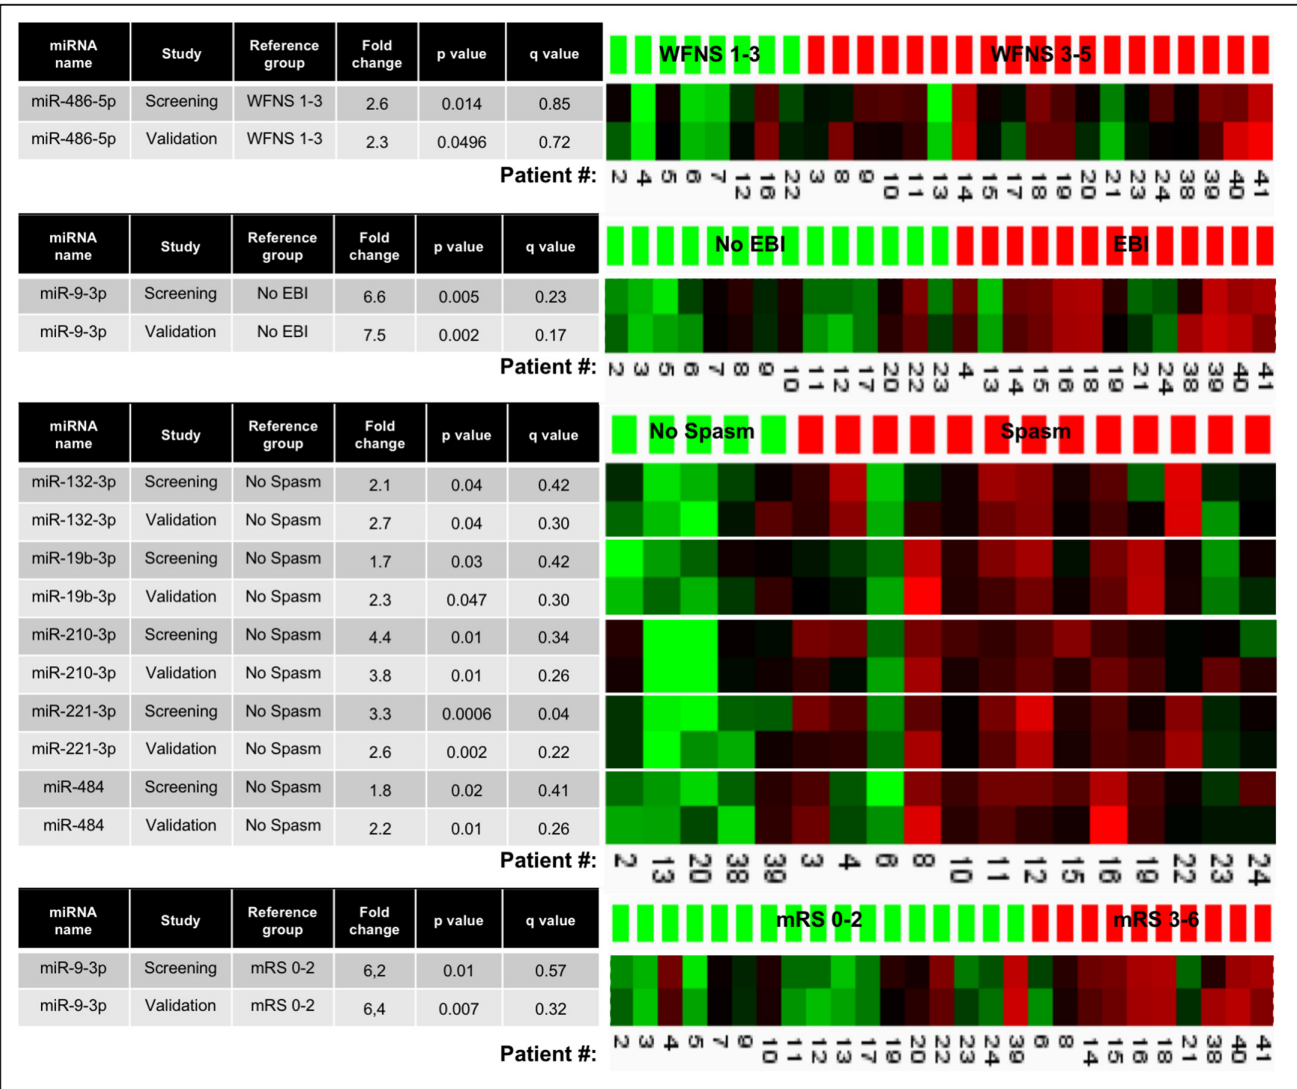 miRNA name Study Reference group Fold change p value q value WFNS 1-3 WFNS 3-5
miR-486-5p Screening WFNS 1-3 2.6 0.014 0.85
miR-486-5p Validation WFNS 1-3 2.3 0.0496 0.72
Patient #: 2 4 5 6 7 12 16 22 3 8 9 10 11 13 14 15 17 18 19 20 21 23 24 38 39 40 41
miRNA name Study Reference group Fold change p value q value No EBI EBI
miR-9-3p Screening No EBI 6.6 0.005 0.23
miR-9-3p Validation No EBI 7.5 0.002 0.17
Patient #: 2 3 5 6 7 8 9 10 11 12 17 20 22 23 4 13 14 15 16 18 19 21 24 38 39 40 41
miRNA name Study Reference group Fold change p value q value No Spasm Spasm
miR-132-3p Screening No Spasm 2.1 0.04 0.42
miR-132-3p Validation No Spasm 2.7 0.04 0.30
miR-19b-3p Screening No Spasm 1.7 0.03 0.42
miR-19b-3p Validation No Spasm 2.3 0.047 0.30
miR-210-3p Screening No Spasm 4.4 0.01 0.34
miR-210-3p Validation No Spasm 3.8 0.01 0.26
miR-221-3p Screening No Spasm 3.3 0.0006 0.04
miR-221-3p Validation No Spasm 2.6 0.002 0.22
miR-484 Screening No Spasm 1.8 0.02 0.41
miR-484 Validation No Spasm 2.2 0.01 0.26
Patient #: 2 13 20 38 39 3 4 6 8 10 11 12 15 16 19 22 23 24
miRNA name Study Reference group Fold change p value q value mRS 0-2 mRS 3-6
miR-9-3p Screening mRS 0-2 6,2 0.01 0.57
miR-9-3p Validation mRS 0-2 6,4 0.007 0.32
Patient #: 2 3 4 5 7 9 10 11 12 13 17 19 20 22 23 24 39 6 8 14 15 16 18 21 38 40 41